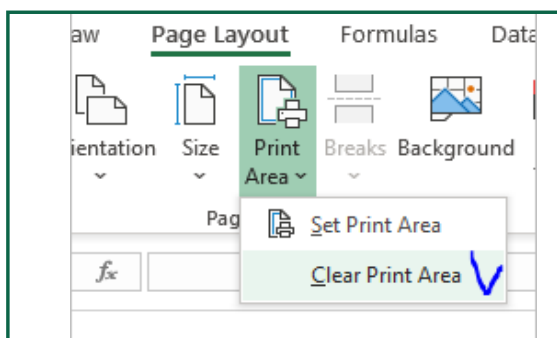 aw Page Layout Formulas Data
ientation Size Print Area Breaks Background
Pag
Set Print Area
fx
Clear Print Area